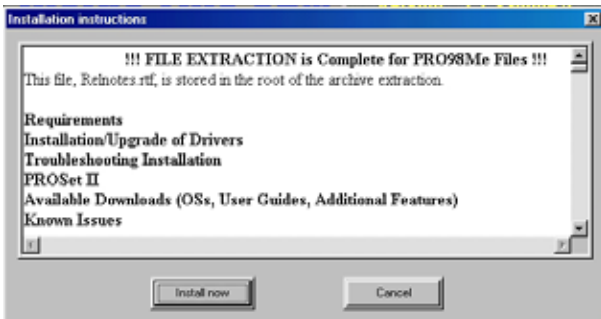 Installation instructions
!!! FILE EXTRACTION is Complete for PRO98Me Files !!!
This file, Relnotes.rtf, is stored in the root of the archive extraction.
Requirements
Installation/Upgrade of Drivers
Troubleshooting Installation
PROSet II
Available Downloads (OSs, User Guides, Additional Features)
Known Issues
Install now
Cancel